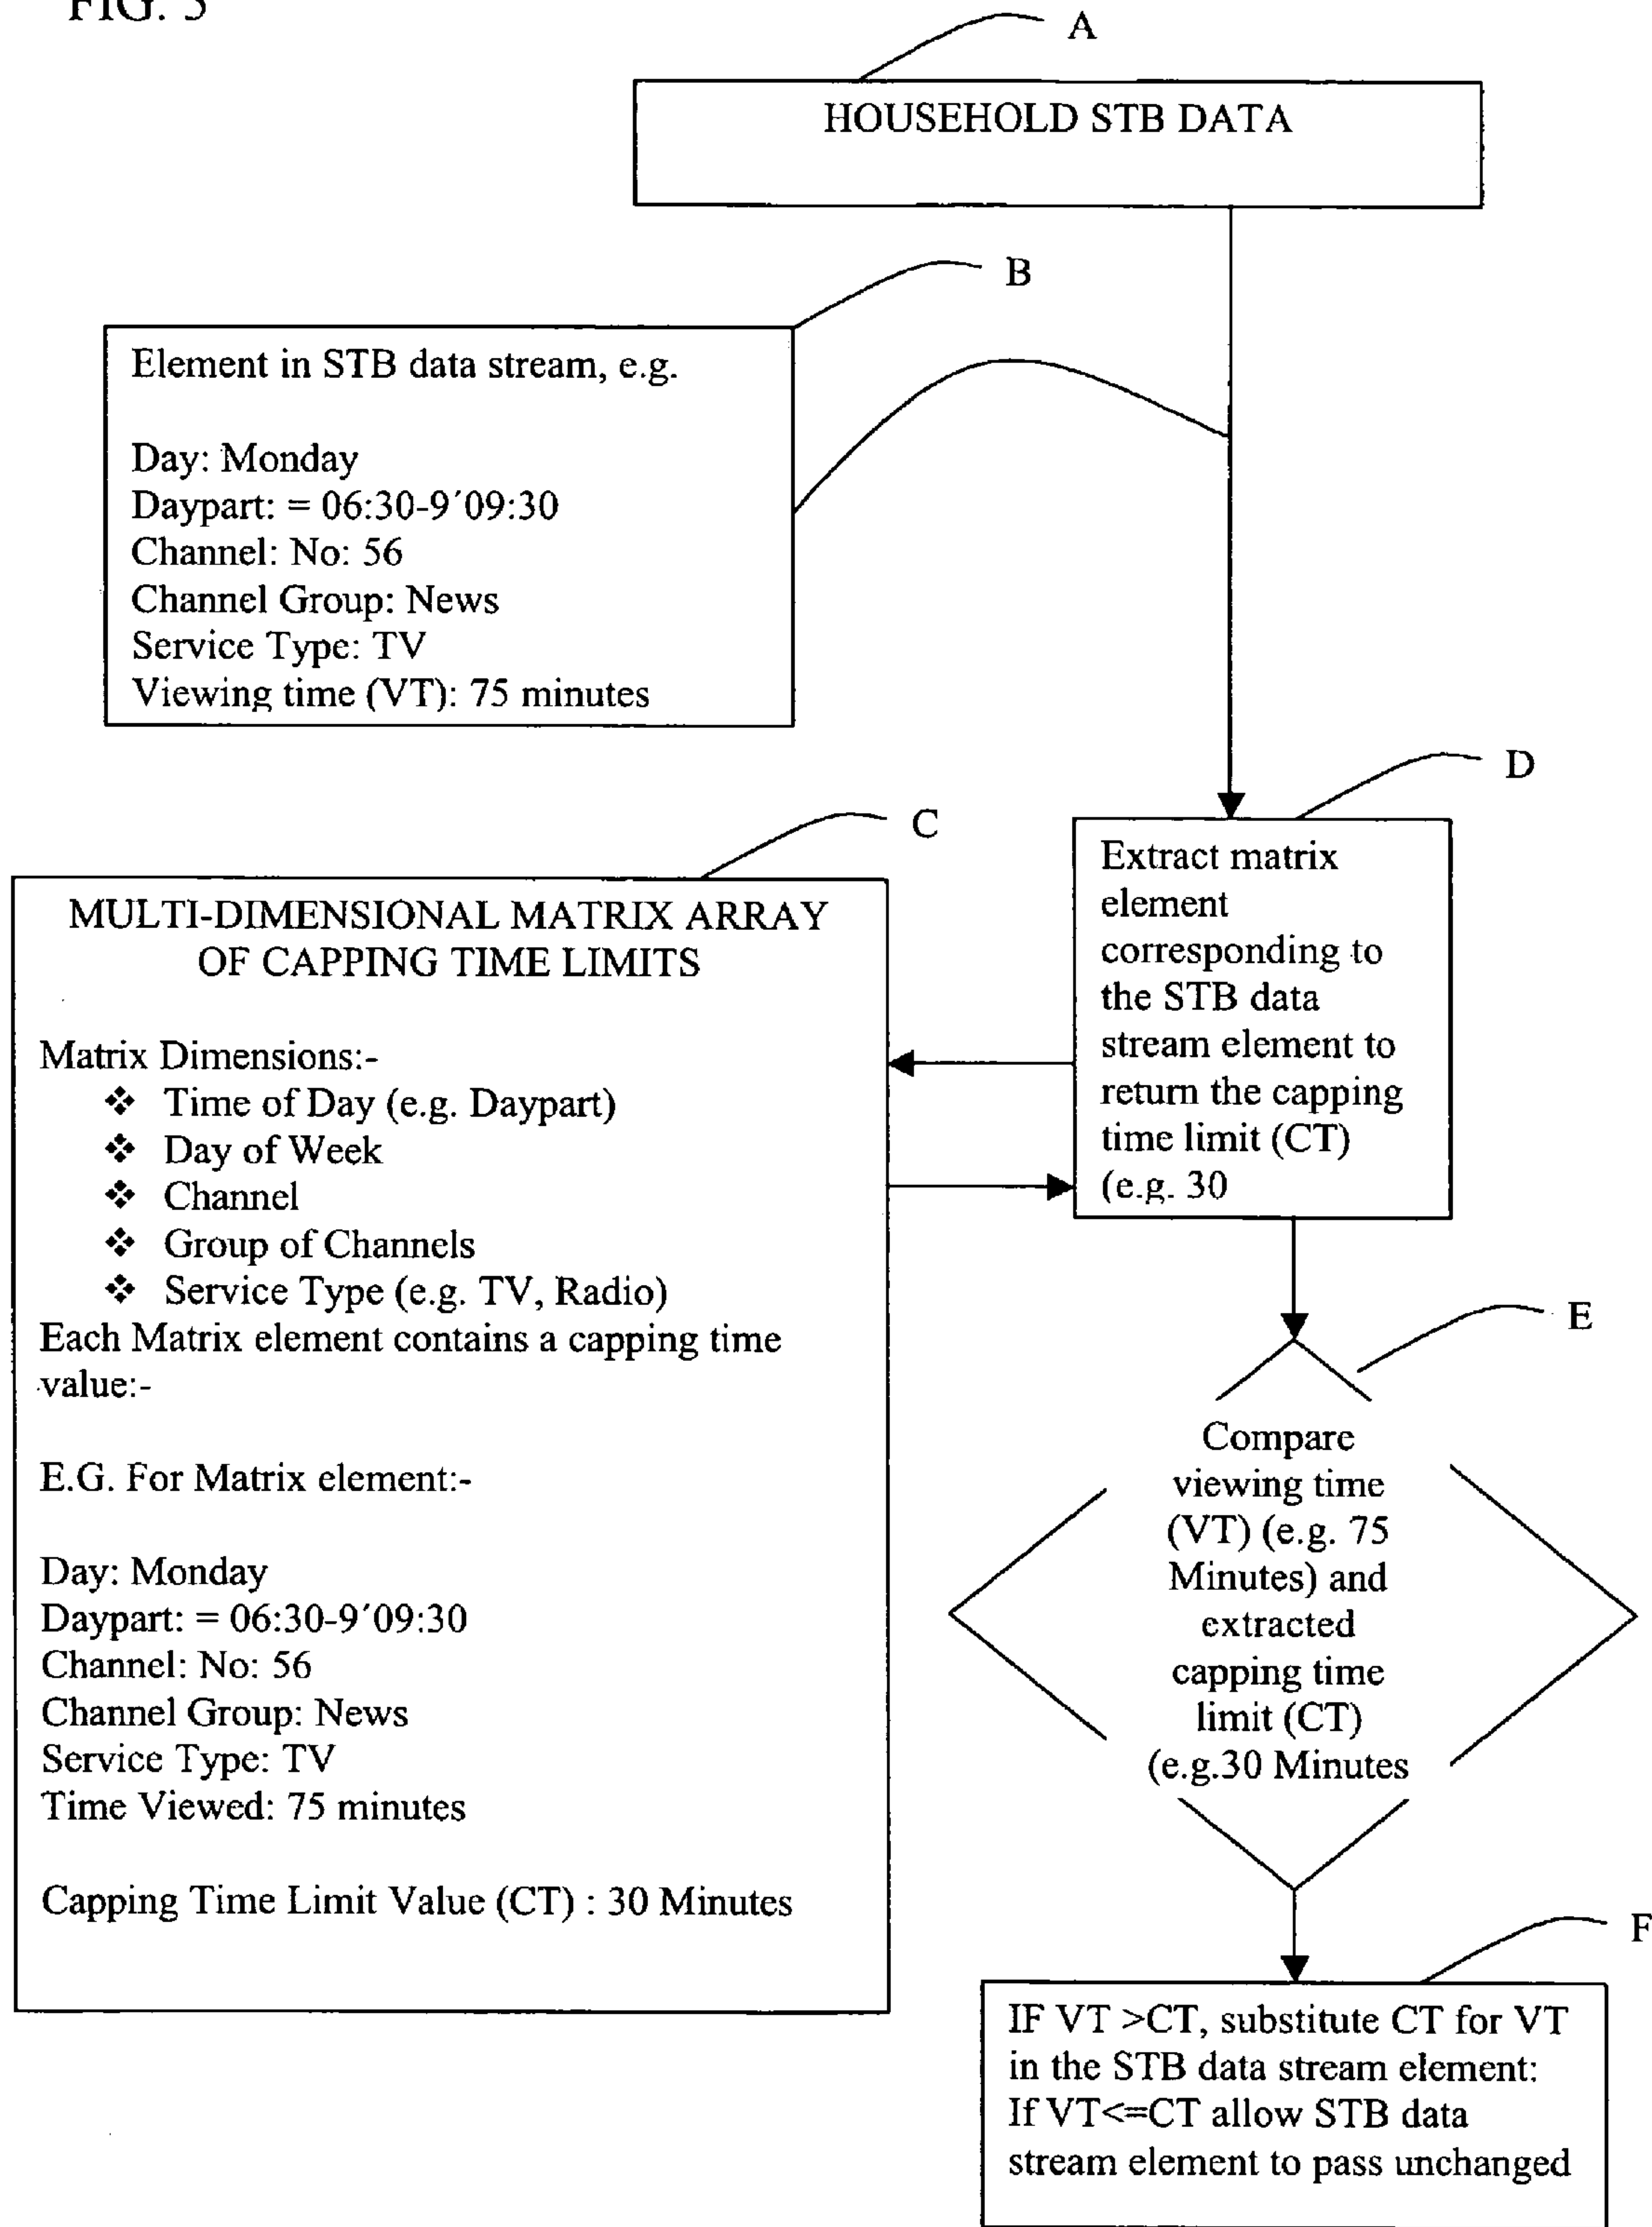 FIG. 3
A
HOUSEHOLD STB DATA
B
Element in STB data stream, e.g.
Day: Monday
Daypart: = 06:30-9´09:30
Channel: No: 56
Channel Group: News
Service Type: TV
Viewing time (VT): 75 minutes
C
MULTI-DIMENSIONAL MATRIX ARRAY
OF CAPPING TIME LIMITS
Matrix Dimensions:-
❖ Time of Day (e.g. Daypart)
❖ Day of Week
❖ Channel
❖ Group of Channels
❖ Service Type (e.g. TV, Radio)
Each Matrix element contains a capping time
value:-
E.G. For Matrix element:-
Day: Monday
Daypart: = 06:30-9´09:30
Channel: No: 56
Channel Group: News
Service Type: TV
Time Viewed: 75 minutes
Capping Time Limit Value (CT) : 30 Minutes
D
Extract matrix
element
corresponding to
the STB data
stream element to
return the capping
time limit (CT)
(e.g. 30
E
Compare
viewing time
(VT) (e.g. 75
Minutes) and
extracted
capping time
limit (CT)
(e.g.30 Minutes
F
IF VT >CT, substitute CT for VT
in the STB data stream element:
If VT<=CT allow STB data
stream element to pass unchanged